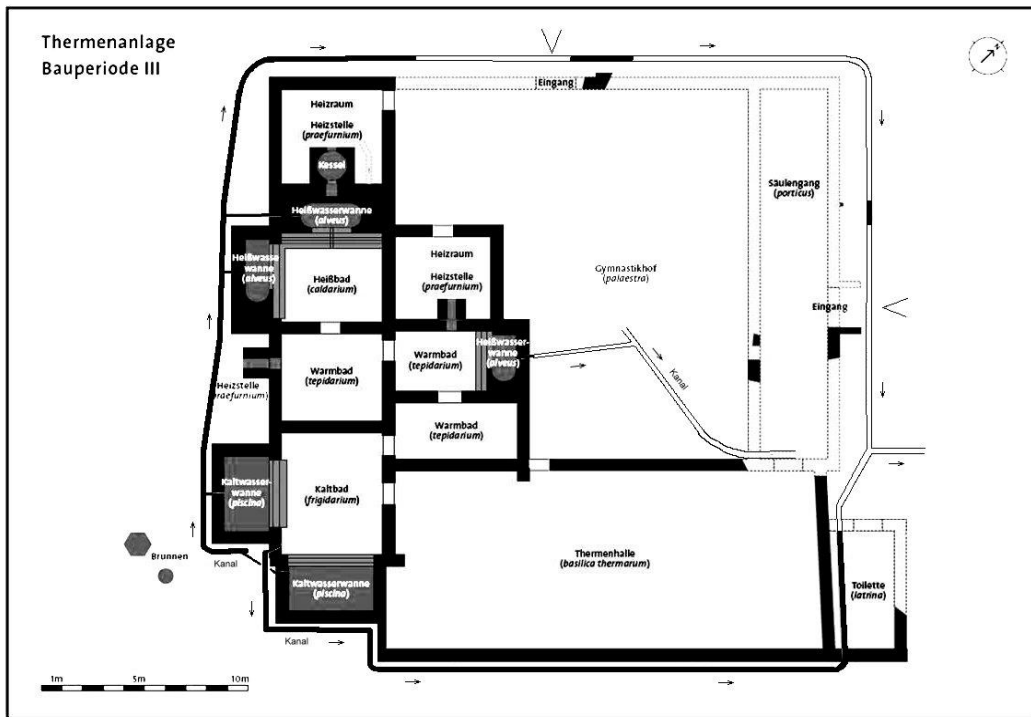 Thermenanlage
Bauperiode III
N
Eingang
Heizraum
Heizstelle
(praefurnium)
Kessel
Heißwasserwanne
(alveus)
Säulengang
(porticus)
Heißwasse
wanne
(alveus)
Heißbad
(caldarium)
Heizraum
Heizstelle
(praefurnium)
Gymnastikhof
(palaestra)
Eingang
Warmbad
(tepidarium)
Warmbad
(tepidarium)
Heißwasser-
wanne
(alveus)
Heizstelle
(praefurnium)
Kanal
Warmbad
(tepidarium)
Kaltwasser-
wanne
(piscina)
Kaltbad
(frigidarium)
Brunnen
Kanal
Thermenhalle
(basilica thermarum)
Kaltwasserwanne
(piscina)
Toilette
(latrina)
Kanal
1m 5m 10m